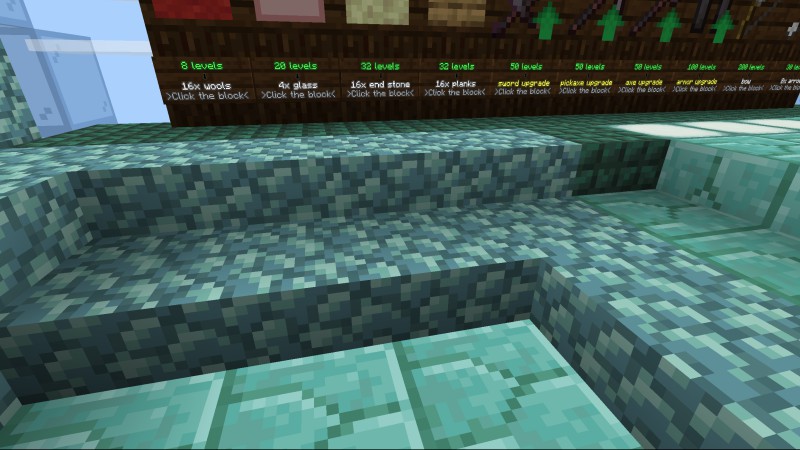 8 levels
16x wools
>Click the block<
20 levels
4x glass
>Click the block<
32 levels
16x end stone
>Click the block<
32 levels
16x planks
>Click the block<
50 levels
sword upgrade
>Click the block<
50 levels
pickaxe upgrade
>Click the block<
50 levels
axe upgrade
>Click the block<
100 levels
armor upgrade
>Click the block<
200 levels
bow
>Click the block<